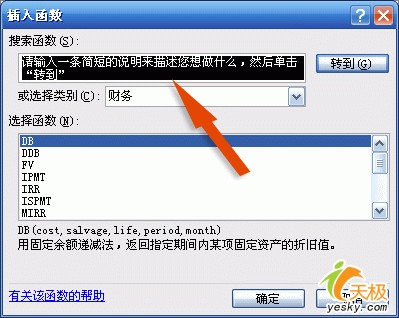 插入函数
搜索函数(S):
请输入一条简短的说明来描述您想做什么，然后单击
“转到”
转到(G)
或选择类别(C): 财务
选择函数(N):
DB
DDB
FV
IPMT
IRR
ISPMT
MIRR
DB(cost,salvage,life,period,month)
用固定余额递减法，返回指定期间内某项固定资产的折旧值。
有关该函数的帮助
确定
天极
yesky.com